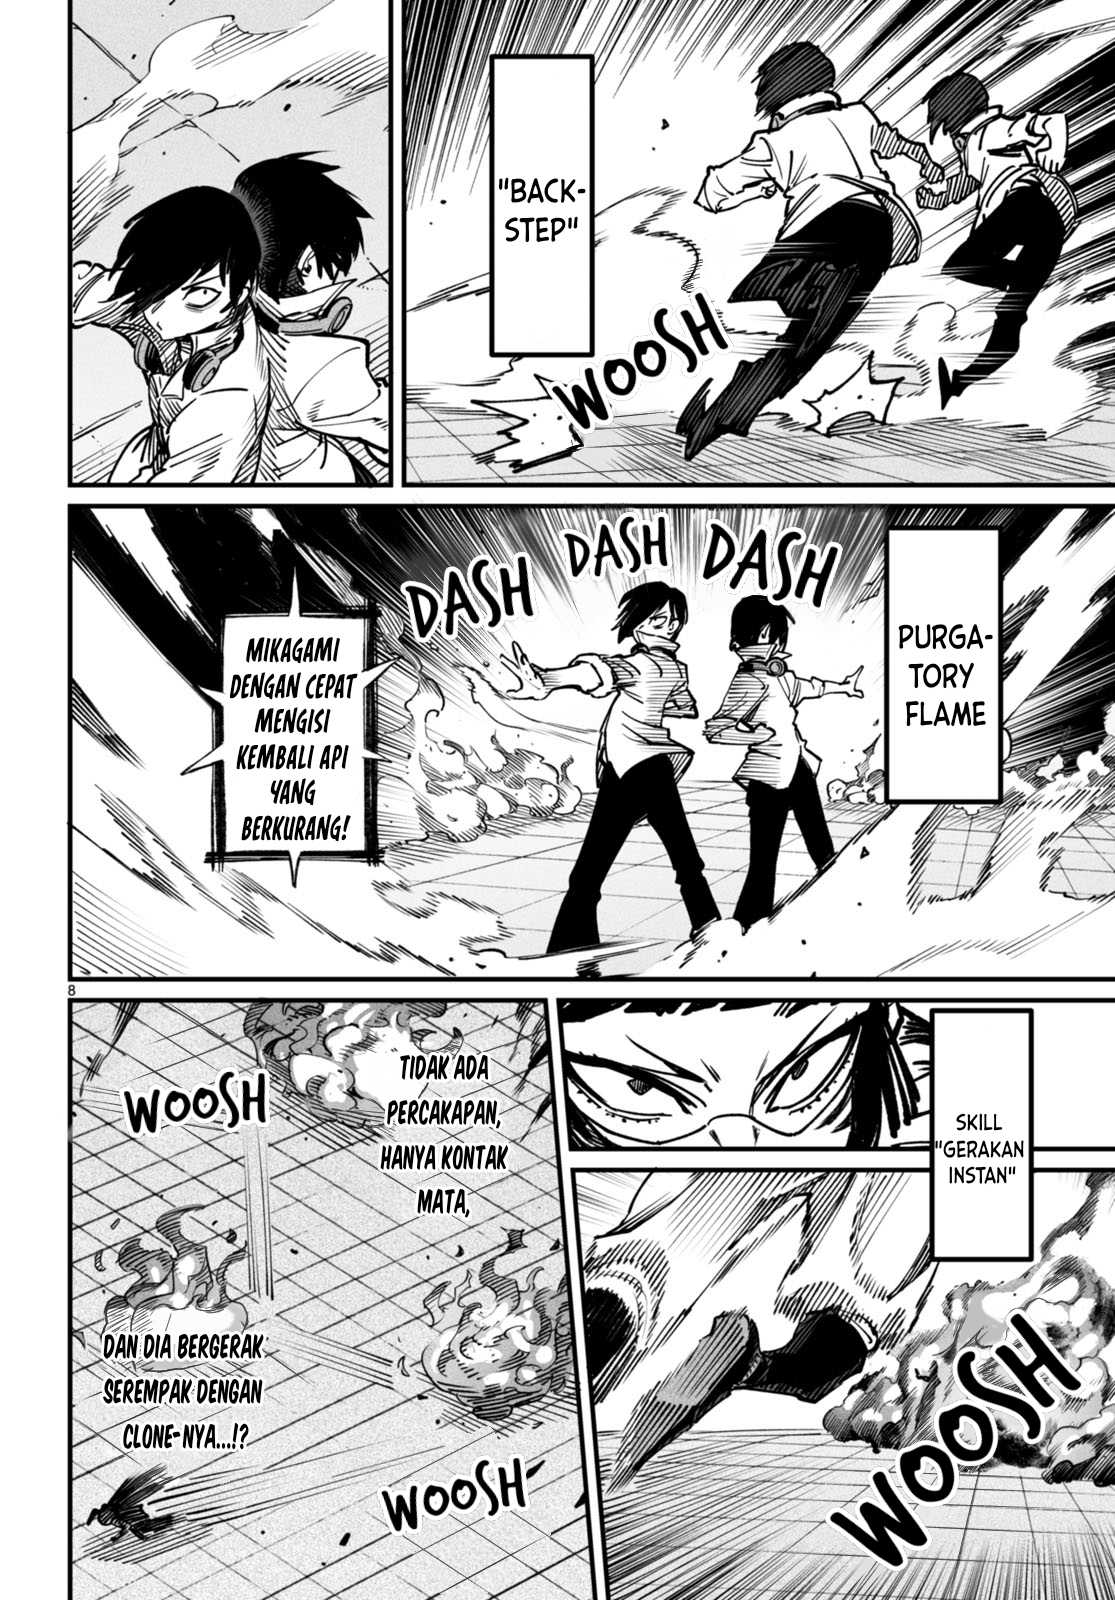 "BACK-
STEP"
WOOSH
DASH
DASH
DASH
PURGA-
TORY
FLAME
MIKAGAMI
DENGAN CEPAT
MENGISI
KEMBALI API
YANG
BERKURANG!
8
SKILL
"GERAKAN
INSTAN"
WOOSH
TIDAK ADA
PERCAKAPAN,
HANYA KONTAK
MATA,
WOOSH
DAN DIA BERGERAK
SEREMPAK DENGAN
CLONE-NYA...!?
WOOSH